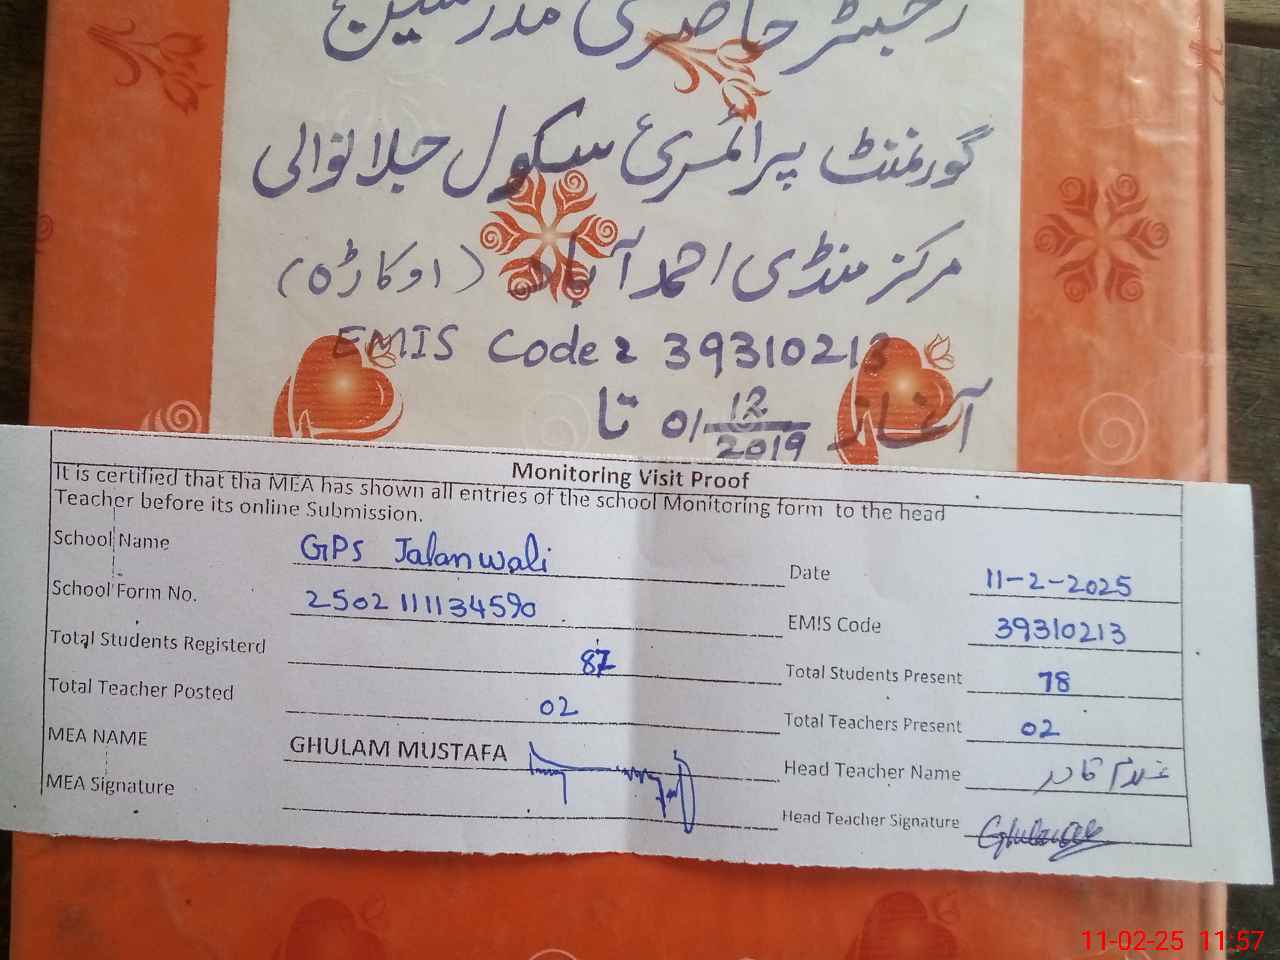 رجسٹر حاضری مدرسین
گورنمنٹ پرائمری سکول جلانوالی
مرکز منڈی احمد آباد (اوکاڑہ)
EMIS Code: 39310213
آغاز 01/12/2019 تا
Monitoring Visit Proof
It is certified that tha MEA has shown all entries of the school Monitoring form to the head
Teacher before its online Submission.
School Name GPS Jalanwali Date 11-2-2025
School Form No. 2502111134590 EMIS Code 39310213
Total Students Registerd 87 Total Students Present 78
Total Teacher Posted 02 Total Teachers Present 02
MEA NAME GHULAM MUSTAFA Head Teacher Name غلام قادر
MEA Signature Head Teacher Signature
11-02-25 11:57